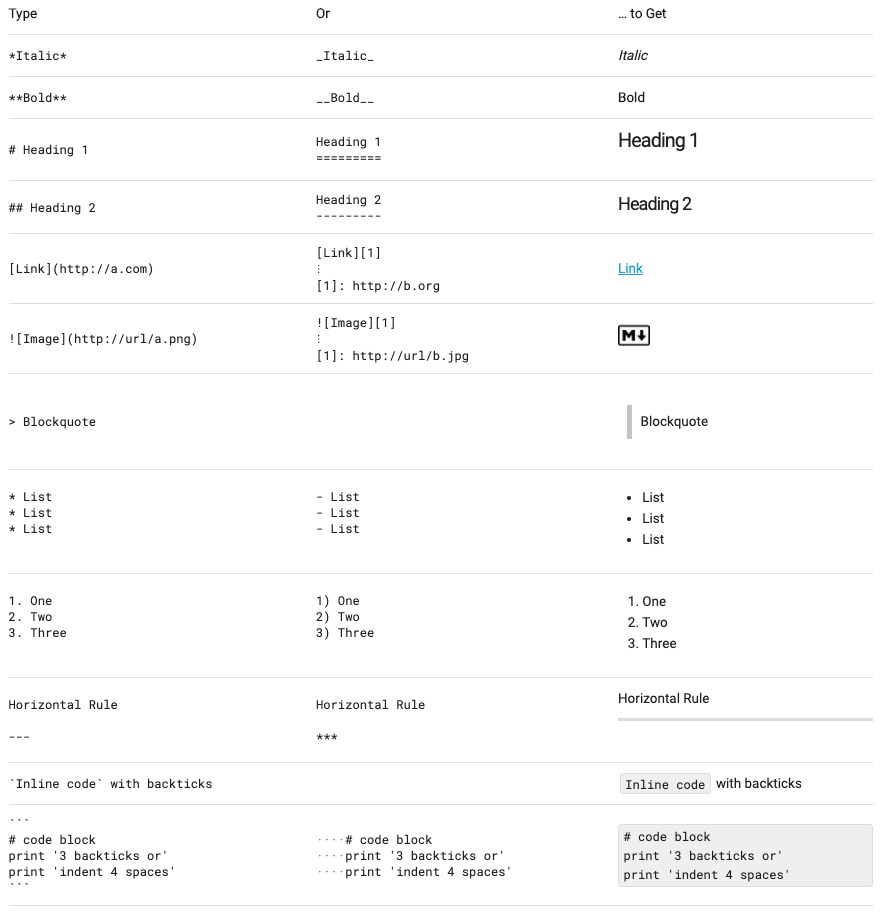 Type Or … to Get
*Italic* _Italic_ Italic
**Bold** __Bold__ Bold
# Heading 1 Heading 1 Heading 1
=========
## Heading 2 Heading 2 Heading 2
---------
[Link](http://a.com) [Link][1] Link
⋮
[1]: http://b.org
![Image](http://url/a.png) ![Image][1] M
⋮
[1]: http://url/b.jpg
> Blockquote Blockquote
* List - List • List
* List - List • List
* List - List • List
1. One 1) One 1. One
2. Two 2) Two 2. Two
3. Three 3) Three 3. Three
Horizontal Rule Horizontal Rule Horizontal Rule
--- ***
`Inline code` with backticks Inline code with backticks
```
# code block ····# code block # code block
print '3 backticks or' ····print '3 backticks or' print '3 backticks or'
print 'indent 4 spaces' ····print 'indent 4 spaces' print 'indent 4 spaces'
```